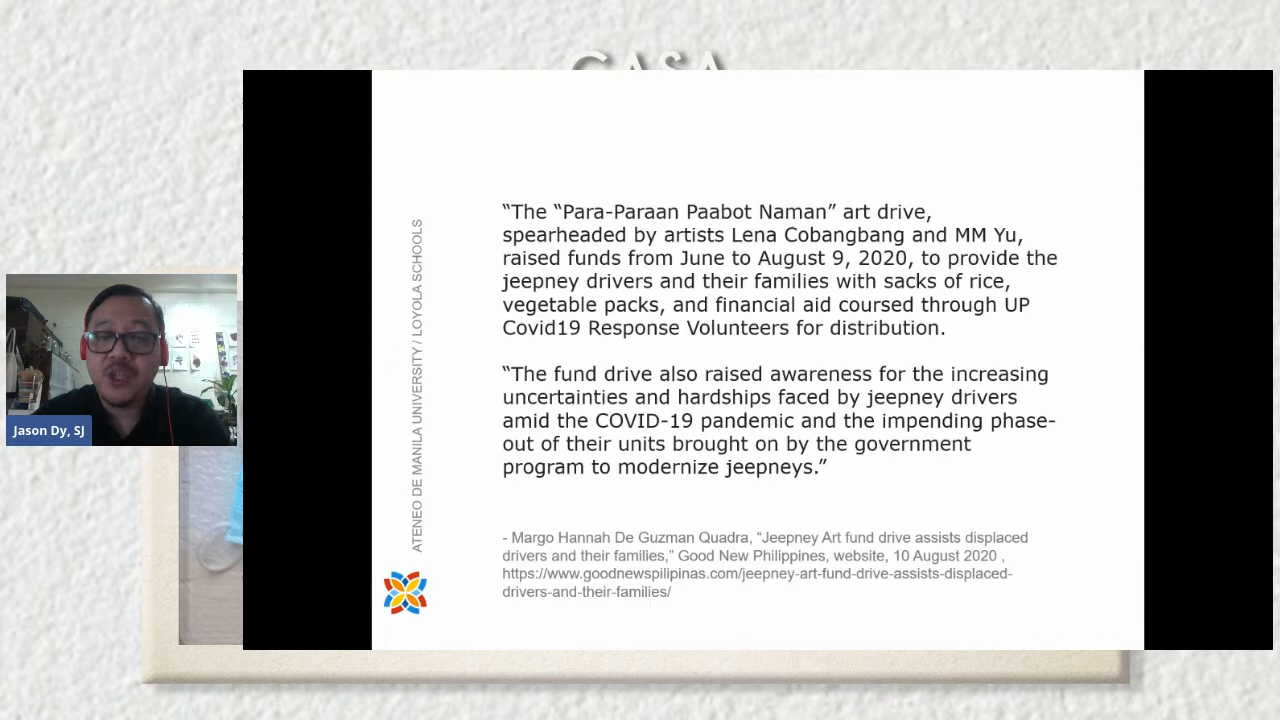 CASA
“The “Para-Paraan Paabot Naman” art drive,
spearheaded by artists Lena Cobangbang and MM Yu,
raised funds from June to August 9, 2020, to provide the
jeepney drivers and their families with sacks of rice,
vegetable packs, and financial aid coursed through UP
Covid19 Response Volunteers for distribution.
“The fund drive also raised awareness for the increasing
uncertainties and hardships faced by jeepney drivers
amid the COVID-19 pandemic and the impending phase-
out of their units brought on by the government
program to modernize jeepneys.”
- Margo Hannah De Guzman Quadra, “Jeepney Art fund drive assists displaced
drivers and their families,” Good New Philippines, website, 10 August 2020 ,
https://www.goodnewspilipinas.com/jeepney-art-fund-drive-assists-displaced-
drivers-and-their-families/
ATENEO DE MANILA UNIVERSITY / LOYOLA SCHOOLS
Jason Dy, SJ